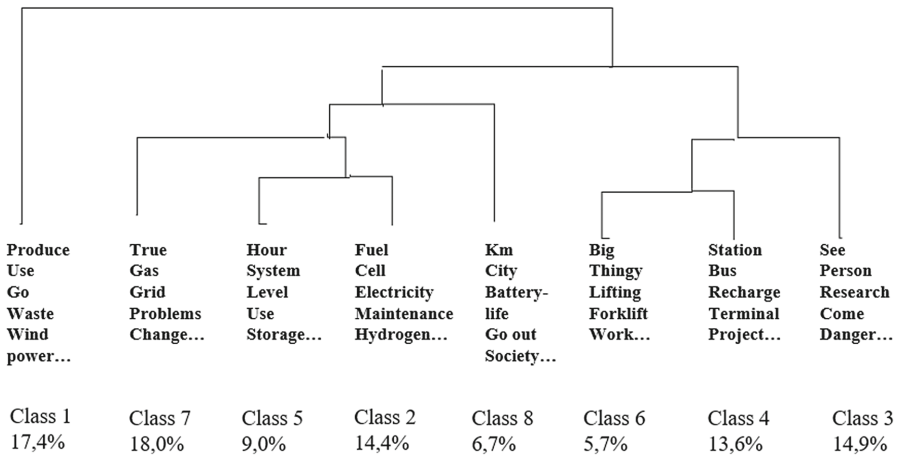 Produce
Use
Go
Waste
Wind
power…
True
Gas
Grid
Problems
Change…
Hour
System
Level
Use
Storage…
Fuel
Cell
Electricity
Maintenance
Hydrogen…
Km
City
Battery-
life
Go out
Society…
Big
Thingy
Lifting
Forklift
Work…
Station
Bus
Recharge
Terminal
Project…
See
Person
Research
Come
Danger…
Class 1
17,4%
Class 7
18,0%
Class 5
9,0%
Class 2
14,4%
Class 8
6,7%
Class 6
5,7%
Class 4
13,6%
Class 3
14,9%